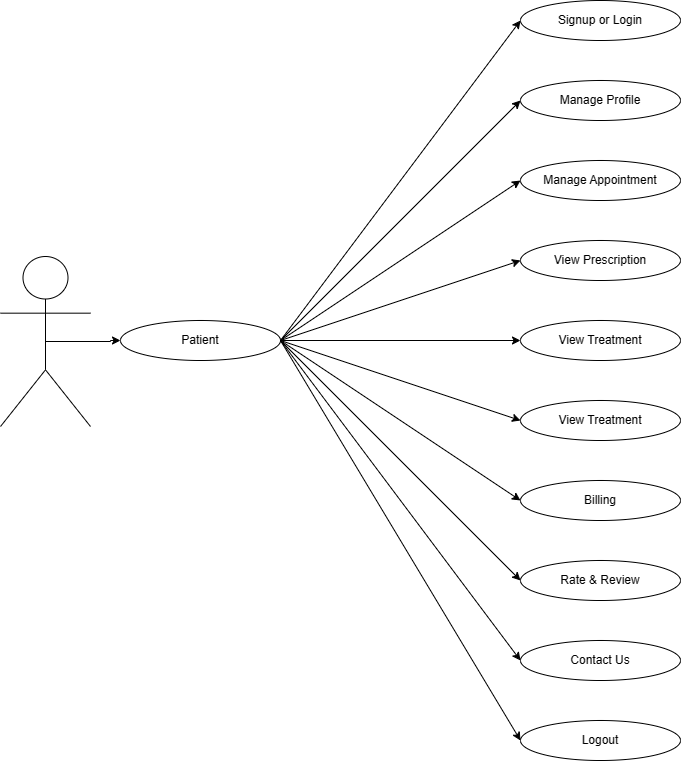 Signup or Login
Manage Profile
Manage Appointment
View Prescription
Patient
View Treatment
View Treatment
Billing
Rate & Review
Contact Us
Logout